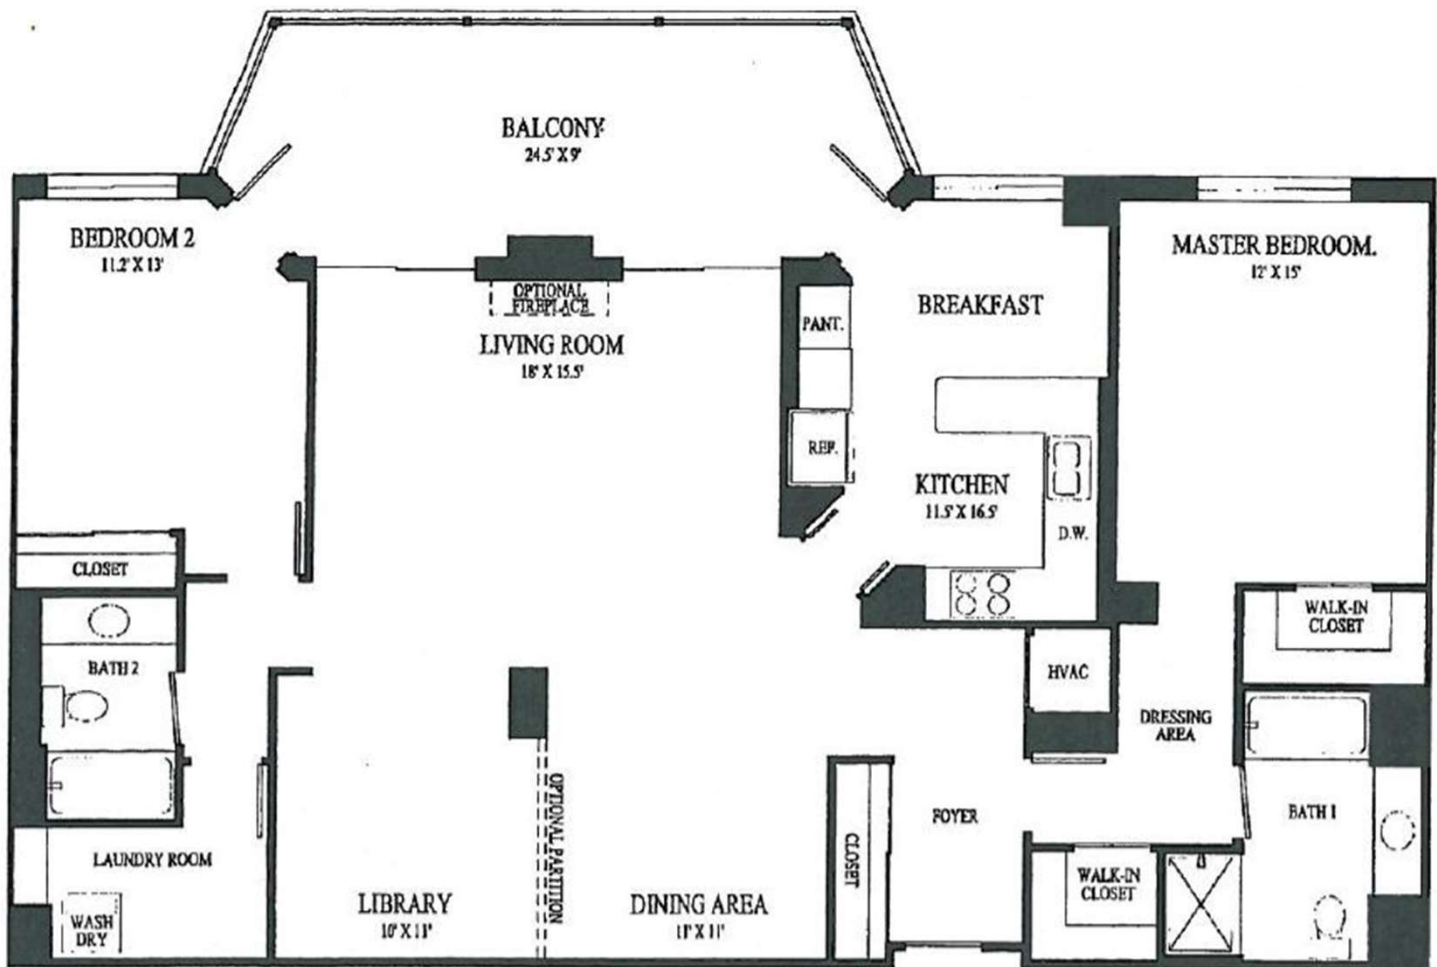 BALCONY
24.5' X 9'
BEDROOM 2
11.2' X 13'
MASTER BEDROOM.
12' X 15'
OPTIONAL
FIREPLACE
LIVING ROOM
18' X 15.5'
PANT.
BREAKFAST
REF.
KITCHEN
11.5' X 16.5'
D.W.
CLOSET
WALK-IN
CLOSET
BATH 2
HVAC
DRESSING
AREA
OPTIONAL PARTITION
FOYER
BATH 1
LAUNDRY ROOM
CLOSET
WALK-IN
CLOSET
WASH
DRY
LIBRARY
10' X 11'
DINING AREA
11' X 11'